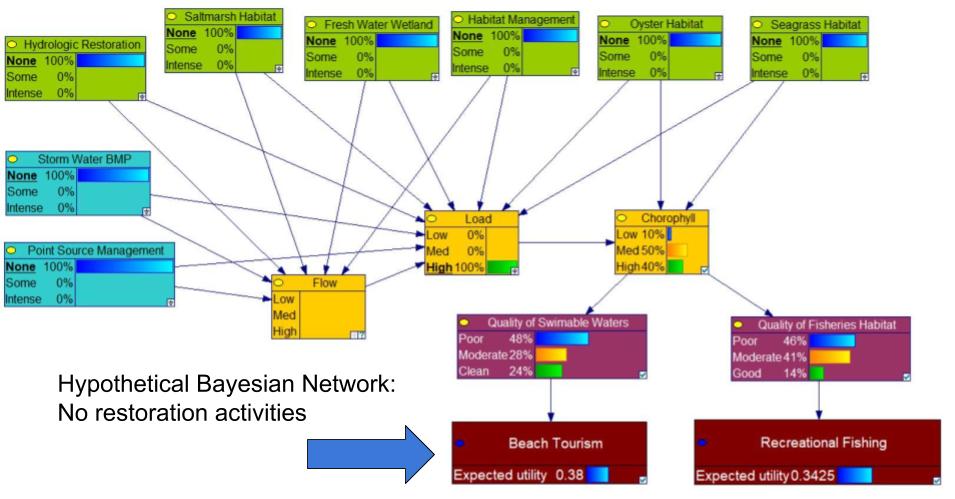 Hydrologic Restoration
None 100%
Some 0%
Intense 0%
Saltmarsh Habitat
None 100%
Some 0%
Intense 0%
Fresh Water Wetland
None 100%
Some 0%
Intense 0%
Habitat Management
None 100%
Some 0%
Intense 0%
Oyster Habitat
None 100%
Some 0%
Intense 0%
Seagrass Habitat
None 100%
Some 0%
Intense 0%
Storm Water BMP
None 100%
Some 0%
Intense 0%
Point Source Management
None 100%
Some 0%
Intense 0%
Flow
Low
Med
High
Load
Low 0%
Med 0%
High 100%
Chorophyll
Low 10%
Med 50%
High 40%
Quality of Swimable Waters
Poor 48%
Moderate 28%
Clean 24%
Quality of Fisheries Habitat
Poor 46%
Moderate 41%
Good 14%
Hypothetical Bayesian Network:
No restoration activities
Beach Tourism
Expected utility 0.38
Recreational Fishing
Expected utility 0.3425